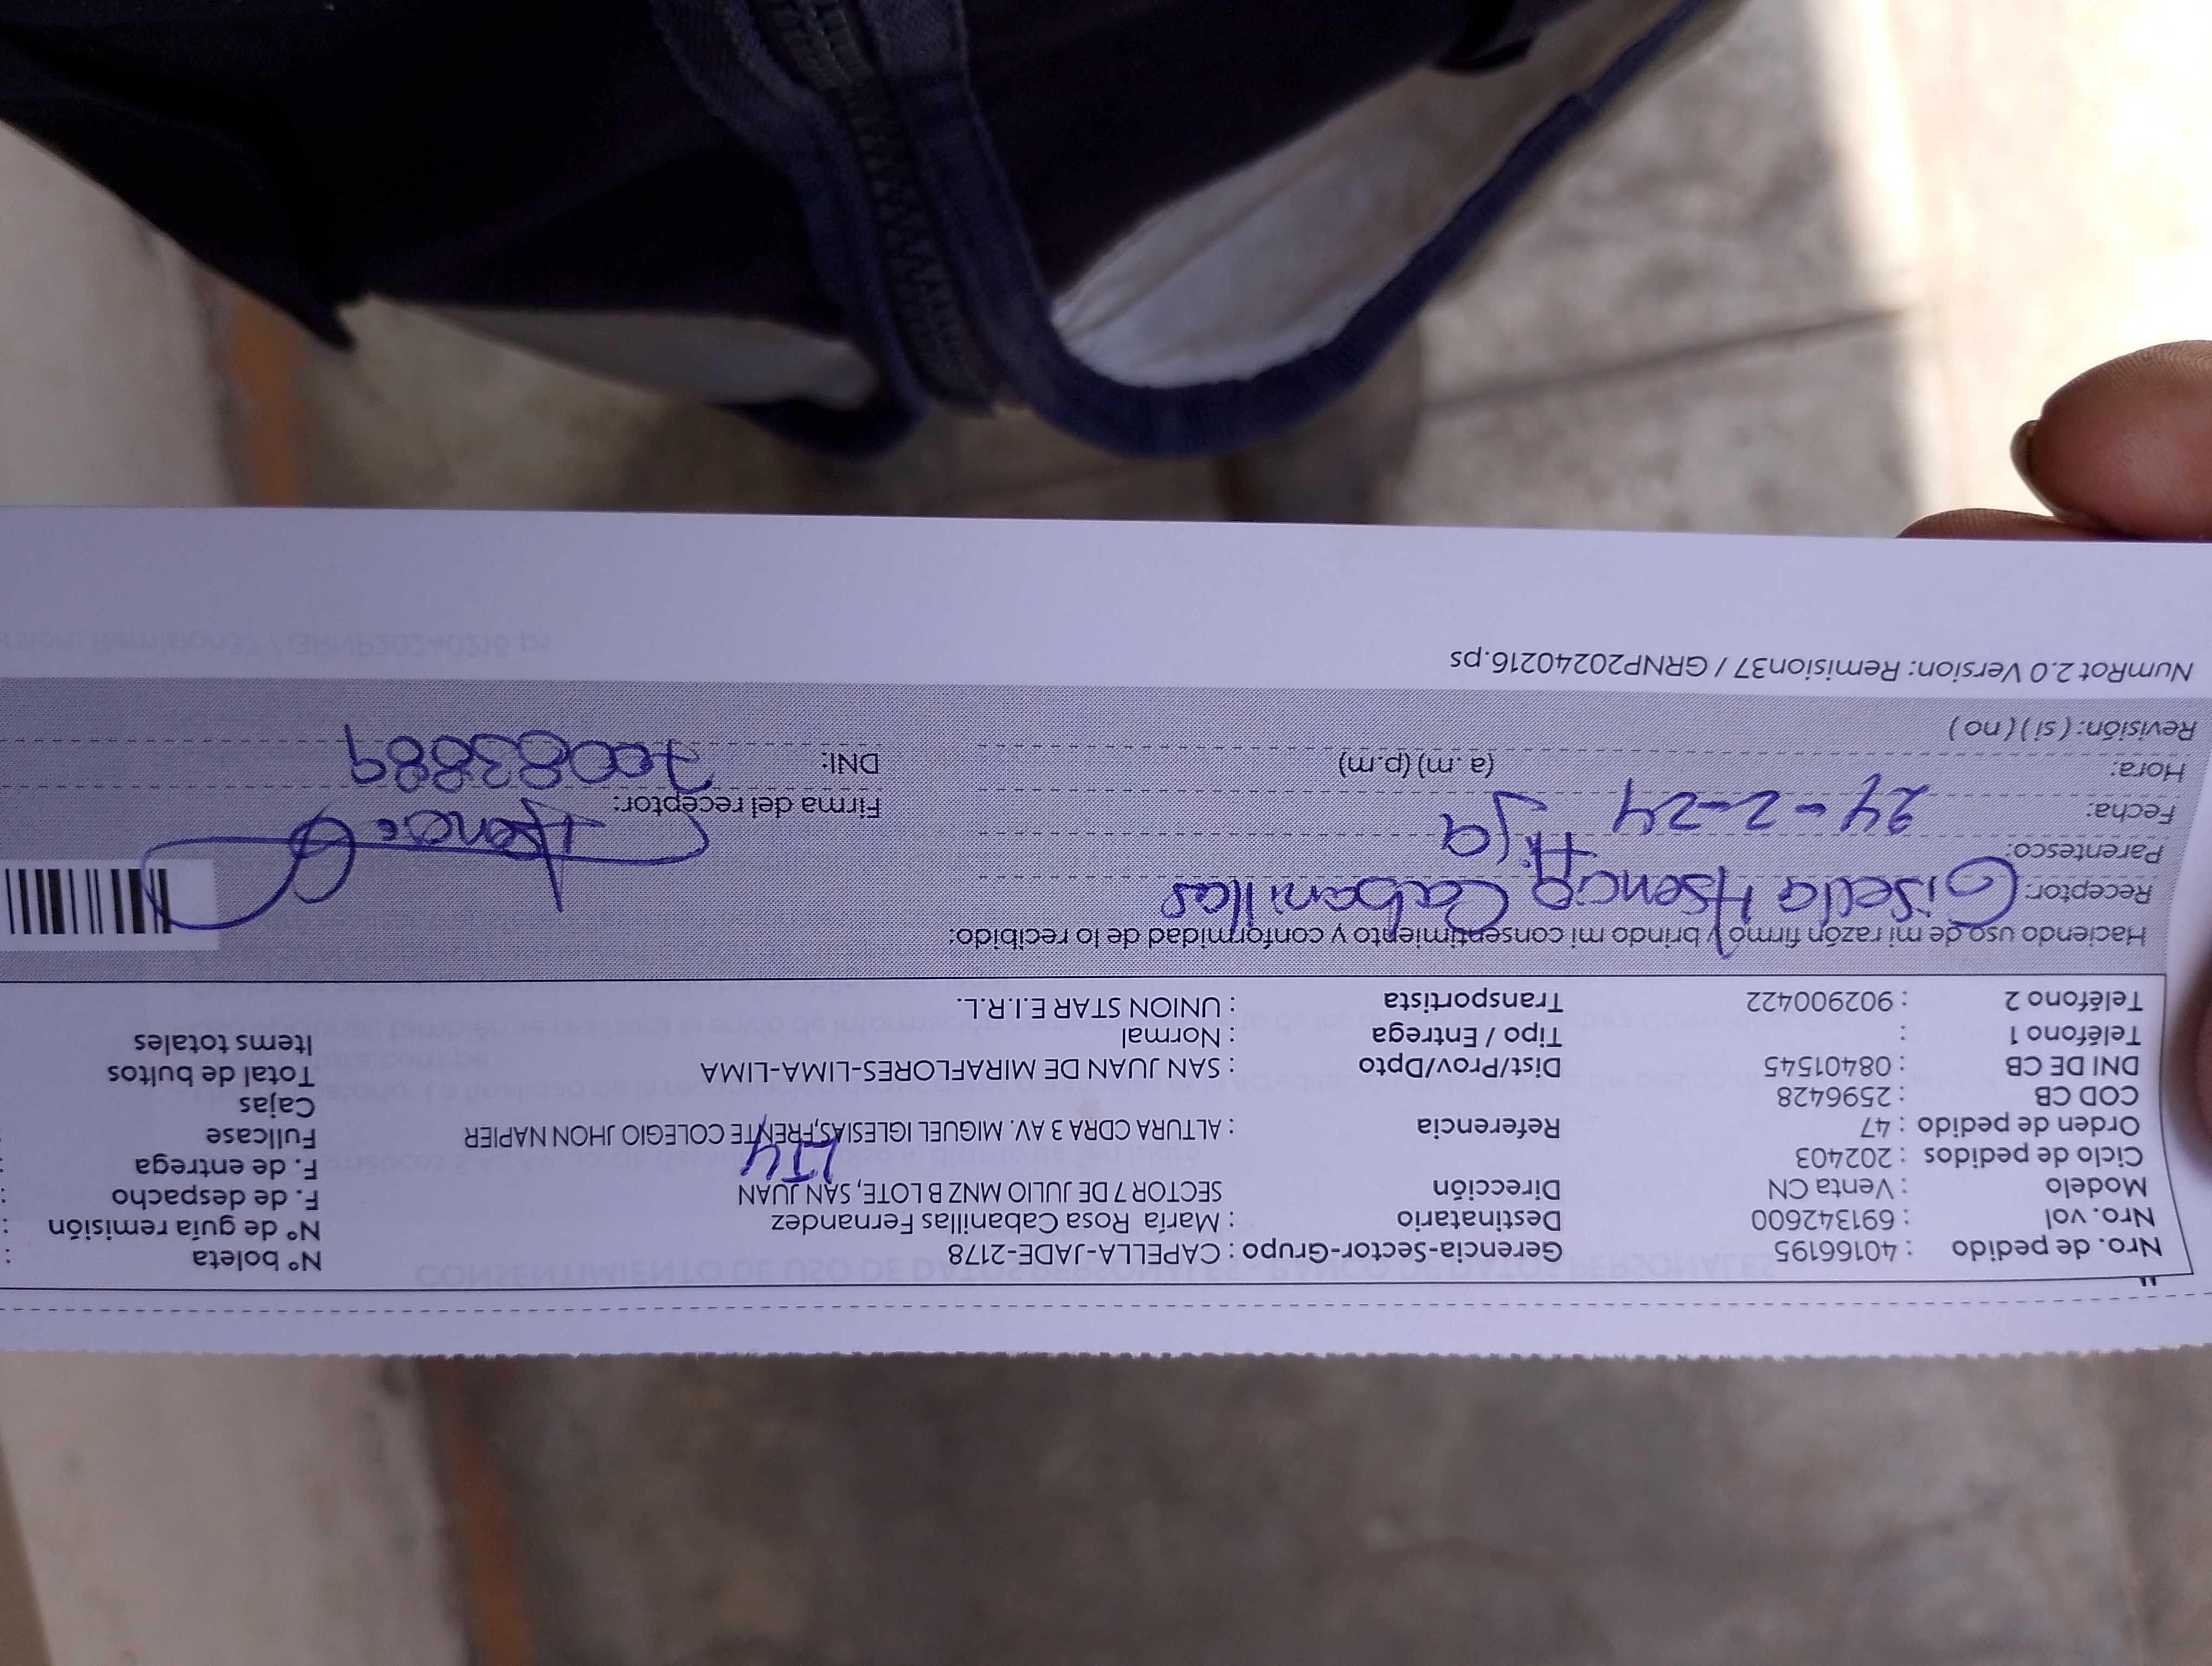 Nro. de pedido : 40166195 Gerencia-Sector-Grupo : CAPELLA-JADE-2178 N° boleta :
Nro. vol : 691342600 Destinatario : María Rosa Cabanillas Fernandez N° de guía remisión :
Modelo : Venta CN Dirección SECTOR 7 DE JULIO MNZ B LOTE, SAN JUAN F. de despacho :
LT4
Ciclo de pedidos : 202403 F. de entrega :
Orden de pedido : 47 Referencia : ALTURA CDRA 3 AV. MIGUEL IGLESIAS,FRENTE COLEGIO JHON NAPIER Fullcase :
COD CB : 2596428 Cajas
DNI DE CB : 08401545 Dist/Prov/Dpto : SAN JUAN DE MIRAFLORES-LIMA-LIMA Total de bultos
Teléfono 1 : Tipo / Entrega : Normal Items totales
Teléfono 2 : 902900422 Transportista : UNION STAR E.I.R.L.
Haciendo uso de mi razón firmó y brindo mi consentimiento y conformidad de lo recibido:
Receptor: Gisella Asencio Cabanillas
Parentesco: Hija
Fecha: 24-2-24 Firma del receptor:
Hora: (a.m) (p.m) DNI: 70083889
Revisión: ( si ) ( no )
NumRot 2.0 Version: Remision37 / GRNP20240216.ps